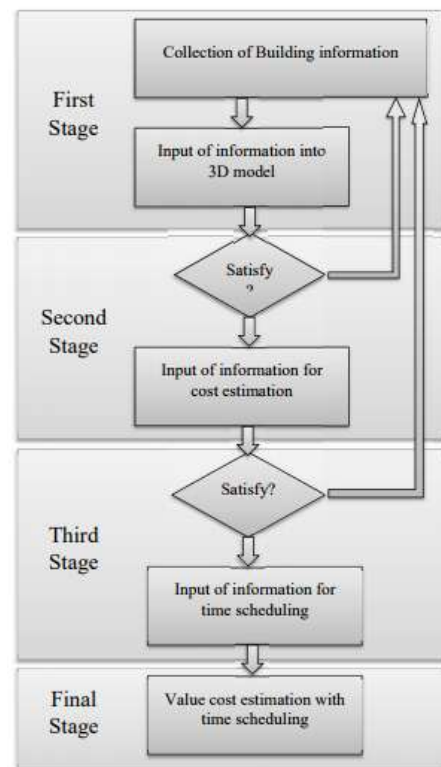 Collection of Building information
First
Stage
Input of information into
3D model
Satisfy
?
Second
Stage
Input of information for
cost estimation
Satisfy?
Third
Stage
Input of information for
time scheduling
Final
Stage
Value cost estimation with
time scheduling